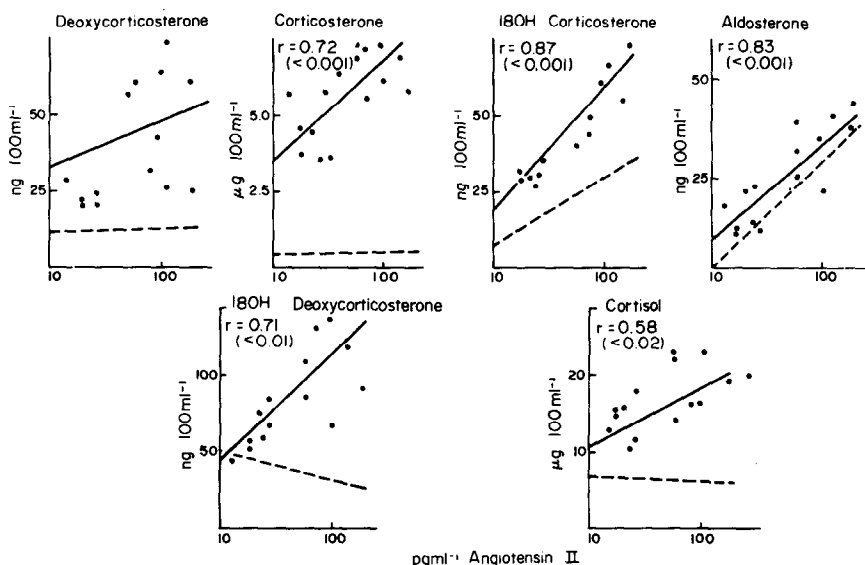 Deoxycorticosterone
ng 100ml⁻¹
50
25
10
100
Corticosterone
r=0.72
(<0.001)
μg 100ml⁻¹
5.0
2.5
10
100
18OH Corticosterone
r=0.87
(<0.001)
ng 100ml⁻¹
50
25
10
100
Aldosterone
r=0.83
(<0.001)
ng 100ml⁻¹
50
25
10
100
18OH Deoxycorticosterone
r=0.71
(<0.01)
ng 100ml⁻¹
100
50
10
100
Cortisol
r=0.58
(<0.02)
μg 100ml⁻¹
20
10
10
100
pgml⁻¹ Angiotensin II